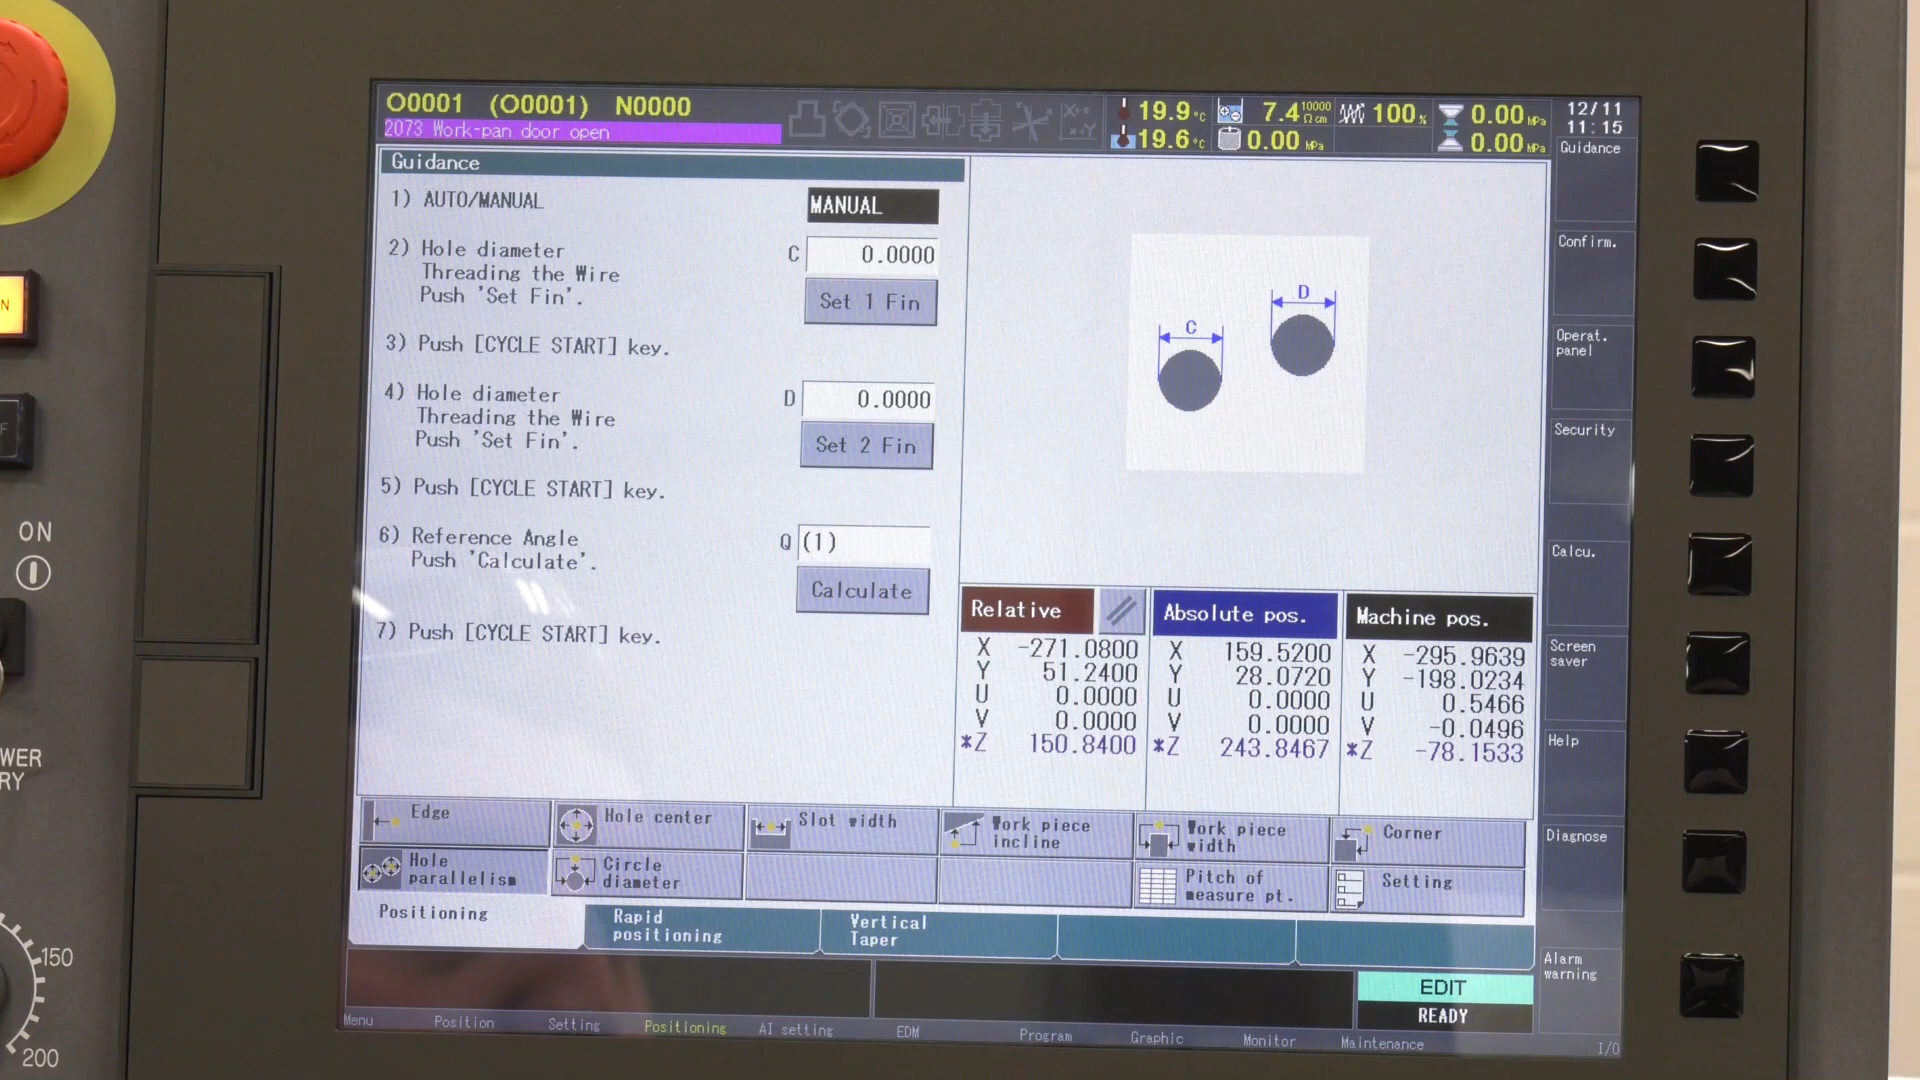 O0001 (O0001) N0000
2073 Work-pan door open
19.9 °C
19.6 °C
7.4 10000 Ωcm
0.00 MPa
100 %
0.00 MPa
0.00 MPa
12/11
11:15
Guidance
1) AUTO/MANUAL MANUAL
2) Hole diameter C 0.0000
Threading the Wire
Push 'Set Fin'. Set 1 Fin
3) Push [CYCLE START] key.
4) Hole diameter D 0.0000
Threading the Wire
Push 'Set Fin'. Set 2 Fin
5) Push [CYCLE START] key.
6) Reference Angle Q (1)
Push 'Calculate'. Calculate
7) Push [CYCLE START] key.
D
C
Relative
X -271.0800
Y 51.2400
U 0.0000
V 0.0000
*Z 150.8400
Absolute pos.
X 159.5200
Y 28.0720
U 0.0000
V 0.0000
*Z 243.8467
Machine pos.
X -295.9639
Y -198.0234
U 0.5466
V -0.0496
*Z -78.1533
Edge
Hole center
Slot width
Work piece
incline
Work piece
width
Corner
Hole
parallelism
Circle
diameter
Pitch of
measure pt.
Setting
Positioning
Rapid
positioning
Vertical
Taper
EDIT
READY
Menu Position Setting Positioning AI setting EDM Program Graphic Monitor Maintenance I/O
Guidance
Confirm.
Operat.
panel
Security
Calcu.
Screen
saver
Help
Diagnose
Alarm
warning
N
F
ON
WER
RY
150
200